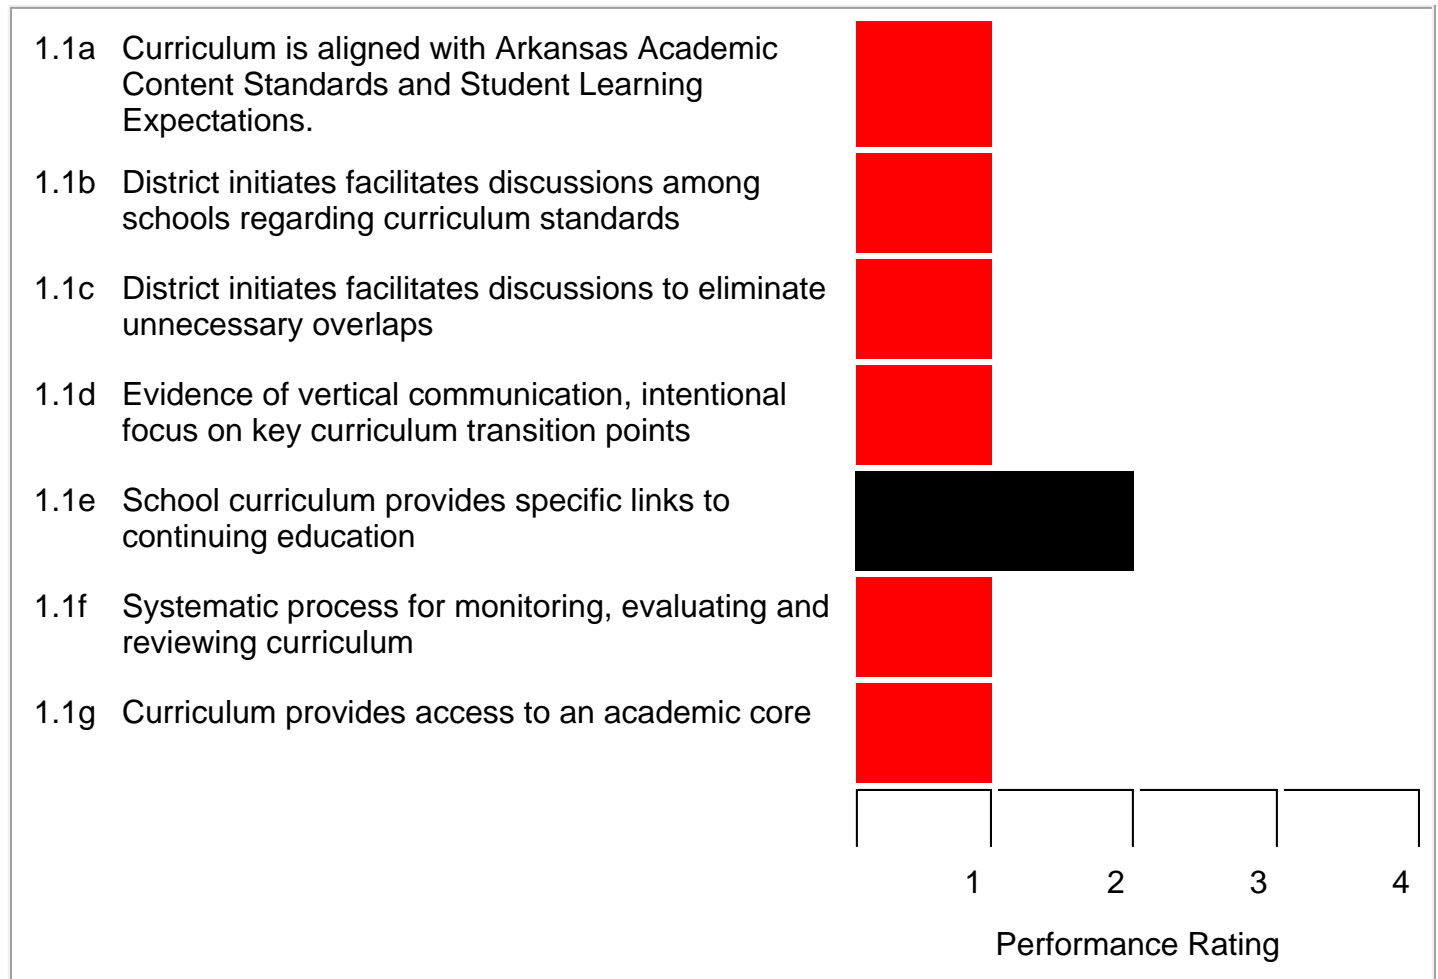 1.1a Curriculum is aligned with Arkansas Academic
Content Standards and Student Learning
Expectations.
1.1b District initiates facilitates discussions among
schools regarding curriculum standards
1.1c District initiates facilitates discussions to eliminate
unnecessary overlaps
1.1d Evidence of vertical communication, intentional
focus on key curriculum transition points
1.1e School curriculum provides specific links to
continuing education
1.1f Systematic process for monitoring, evaluating and
reviewing curriculum
1.1g Curriculum provides access to an academic core
1 2 3 4
Performance Rating